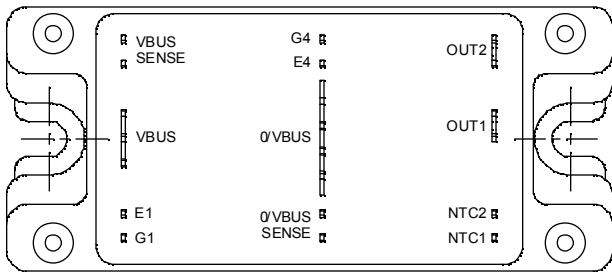 VBUS
SENSE
G4
E4
OUT2
VBUS
0/VBUS
OUT1
E1
G1
0/VBUS
SENSE
NTC2
NTC1